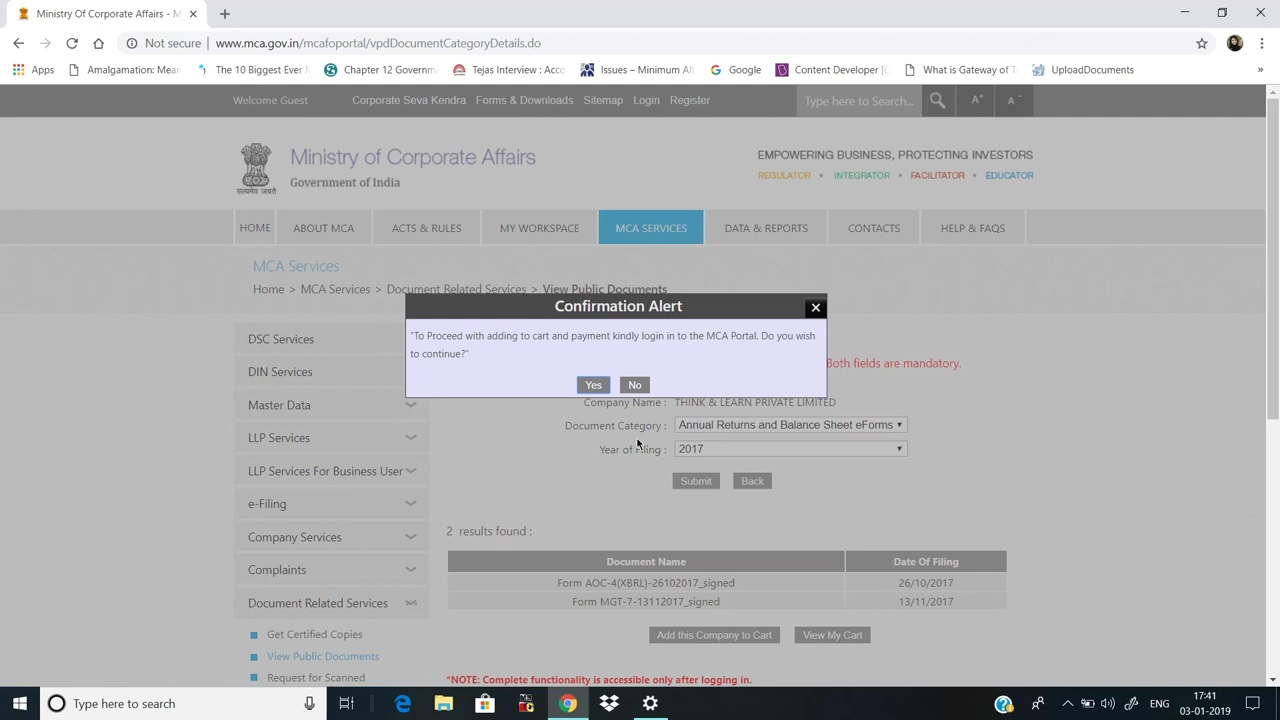 Ministry Of Corporate Affairs - M
Not secure www.mca.gov.in/mcafoportal/vpdDocumentCategoryDetails.do
Apps Amalgamation: Mear The 10 Biggest Ever Chapter 12 Governm Tejas Interview : Acco Issues – Minimum Alt Google Content Developer [C What is Gateway of T UploadDocuments »
Welcome Guest Corporate Seva Kendra Forms & Downloads Sitemap Login Register Type here to Search... A+ A-
Ministry of Corporate Affairs
Government of India
सत्यमेव जयते
EMPOWERING BUSINESS, PROTECTING INVESTORS
REGULATOR • INTEGRATOR • FACILITATOR • EDUCATOR
HOME ABOUT MCA ACTS & RULES MY WORKSPACE MCA SERVICES DATA & REPORTS CONTACTS HELP & FAQS
MCA Services
Home > MCA Services > Document Related Services > View Public Documents
Confirmation Alert
"To Proceed with adding to cart and payment kindly login in to the MCA Portal. Do you wish
to continue?"
Yes No
Both fields are mandatory.
Company Name : THINK & LEARN PRIVATE LIMITED
Document Category : Annual Returns and Balance Sheet eForms
Year of Filing : 2017
Submit Back
2 results found :
Document Name Date Of Filing
Form AOC-4(XBRL)-26102017_signed 26/10/2017
Form MGT-7-13112017_signed 13/11/2017
Add this Company to Cart View My Cart
*NOTE: Complete functionality is accessible only after logging in.
DSC Services
DIN Services
Master Data
LLP Services
LLP Services For Business User
e-Filing
Company Services
Complaints
Document Related Services
Get Certified Copies
View Public Documents
Request for Scanned
Type here to search
ENG
17:41
03-01-2019